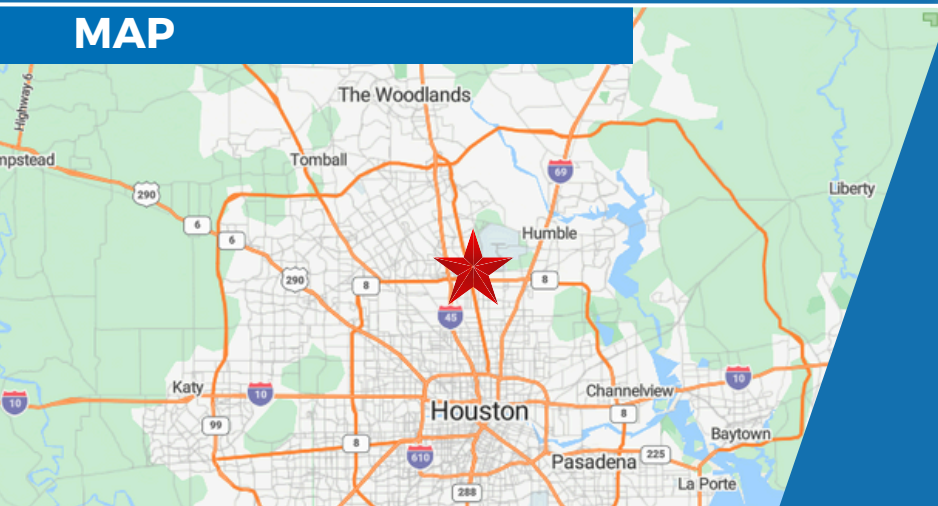 MAP
Highway 6
The Woodlands
mpstead
Tomball
69
290
Liberty
6
6
Humble
290
8
8
45
Katy
10
10
10
Channelview
99
8
Houston
Baytown
8
610
Pasadena
225
La Porte
288